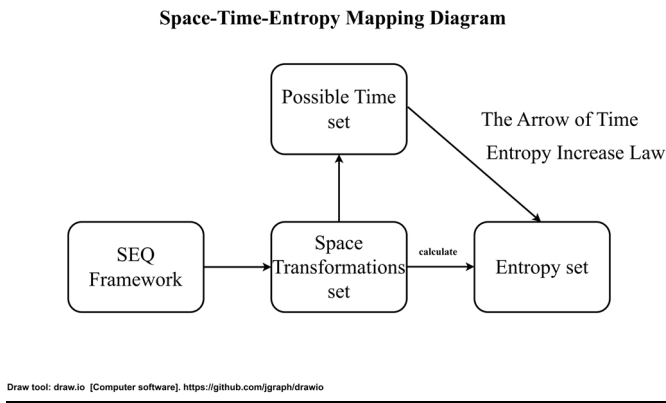 Space-Time-Entropy Mapping Diagram
Possible Time
set
The Arrow of Time
Entropy Increase Law
SEQ
Framework
Space
Transformations
set
calculate
Entropy set
Draw tool: draw.io [Computer software]. https://github.com/jgraph/drawio